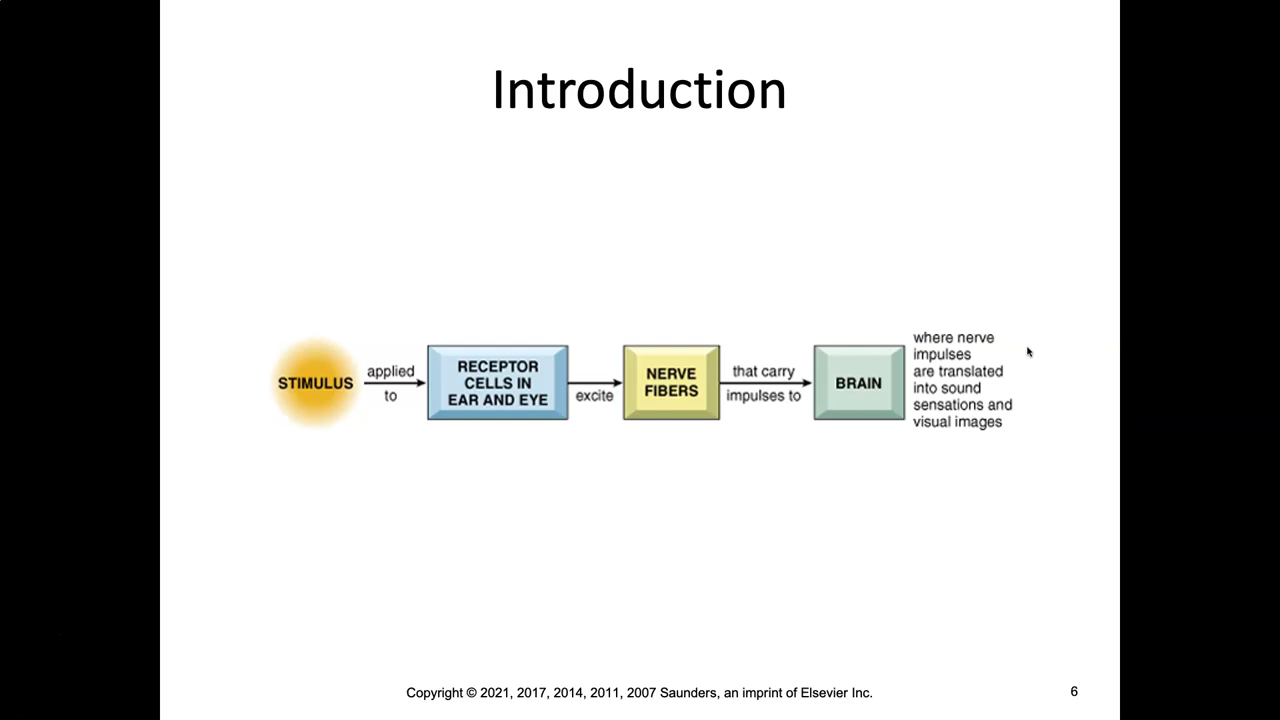 Introduction
STIMULUS
applied
to
RECEPTOR
CELLS IN
EAR AND EYE
excite
NERVE
FIBERS
that carry
impulses to
BRAIN
where nerve
impulses
are translated
into sound
sensations and
visual images
Copyright © 2021, 2017, 2014, 2011, 2007 Saunders, an imprint of Elsevier Inc.
6